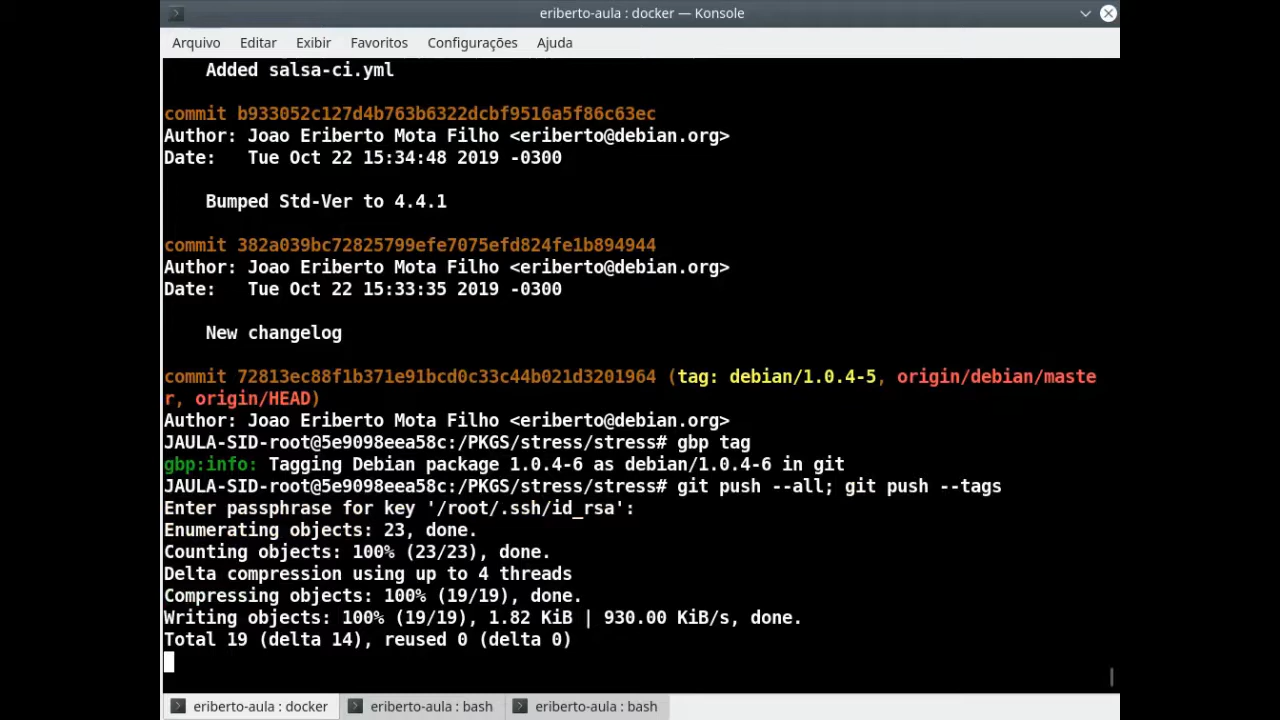 eriberto-aula : docker — Konsole
Arquivo Editar Exibir Favoritos Configurações Ajuda
Added salsa-ci.yml
commit b933052c127d4b763b6322dcbf9516a5f86c63ec
Author: Joao Eriberto Mota Filho <eriberto@debian.org>
Date:   Tue Oct 22 15:34:48 2019 -0300
Bumped Std-Ver to 4.4.1
commit 382a039bc72825799efe7075efd824fe1b894944
Author: Joao Eriberto Mota Filho <eriberto@debian.org>
Date:   Tue Oct 22 15:33:35 2019 -0300
New changelog
commit 72813ec88f1b371e91bcd0c33c44b021d3201964 (tag: debian/1.0.4-5, origin/debian/maste
r, origin/HEAD)
Author: Joao Eriberto Mota Filho <eriberto@debian.org>
JAULA-SID-root@5e9098eea58c:/PKGS/stress/stress# gbp tag
gbp:info: Tagging Debian package 1.0.4-6 as debian/1.0.4-6 in git
JAULA-SID-root@5e9098eea58c:/PKGS/stress/stress# git push --all; git push --tags
Enter passphrase for key '/root/.ssh/id_rsa':
Enumerating objects: 23, done.
Counting objects: 100% (23/23), done.
Delta compression using up to 4 threads
Compressing objects: 100% (19/19), done.
Writing objects: 100% (19/19), 1.82 KiB | 930.00 KiB/s, done.
Total 19 (delta 14), reused 0 (delta 0)
eriberto-aula : docker eriberto-aula : bash eriberto-aula : bash